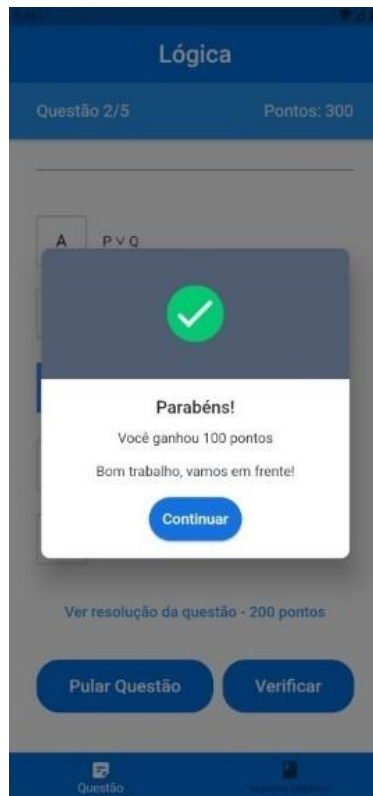 Lógica
Questão 2/5
Pontos: 300
A
P ∨ Q
Parabéns!
Você ganhou 100 pontos
Bom trabalho, vamos em frente!
Continuar
Ver resolução da questão - 200 pontos
Pular Questão
Verificar
Questão